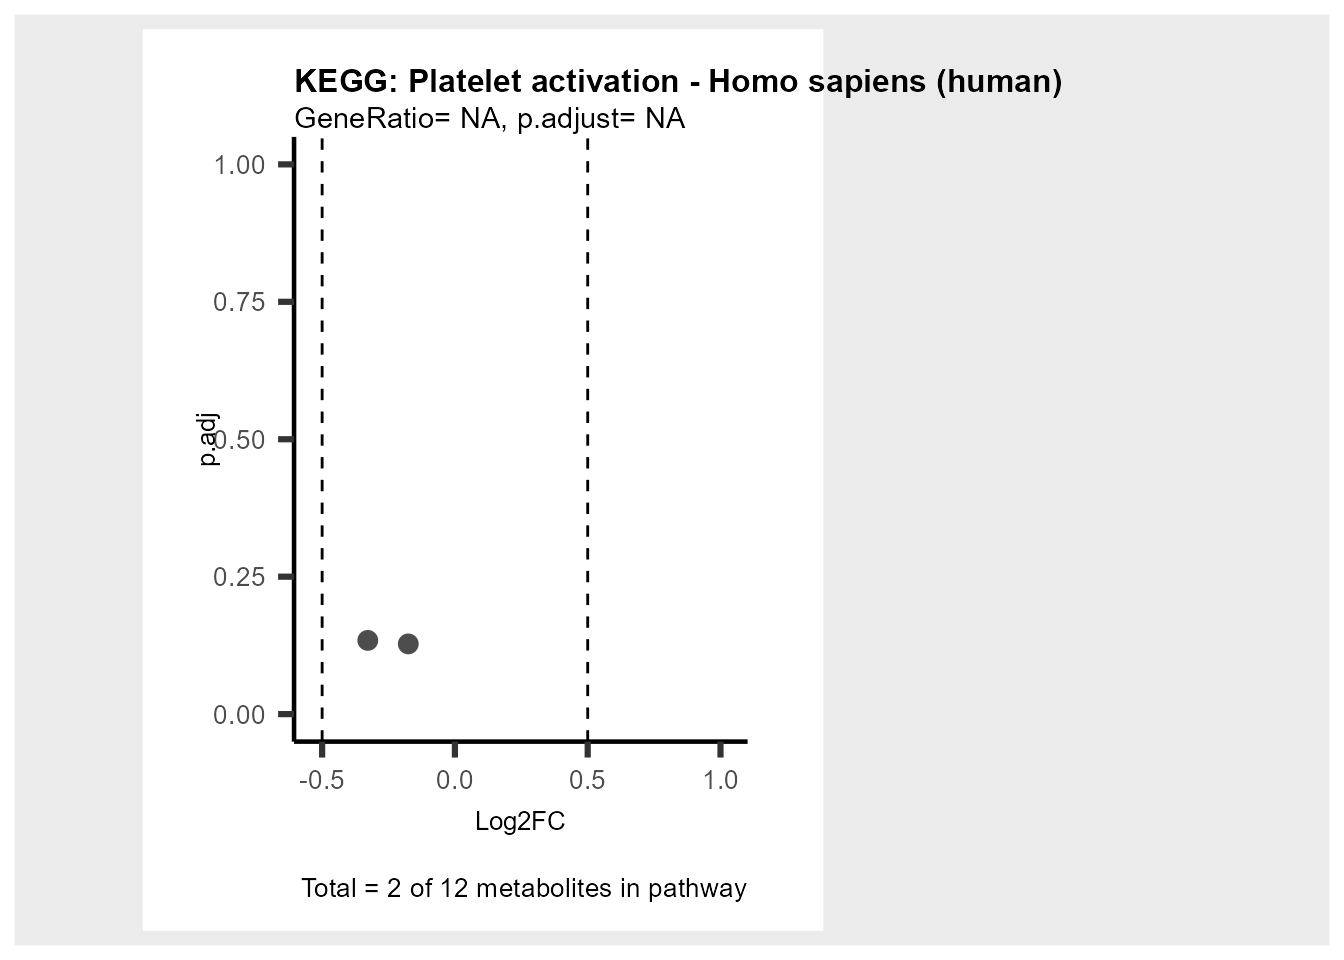 KEGG: Platelet activation - Homo sapiens (human)
GeneRatio= NA, p.adjust= NA
1.00
0.75
p.adj
0.50
0.25
0.00
-0.5 0.0 0.5 1.0
Log2FC
Total = 2 of 12 metabolites in pathway